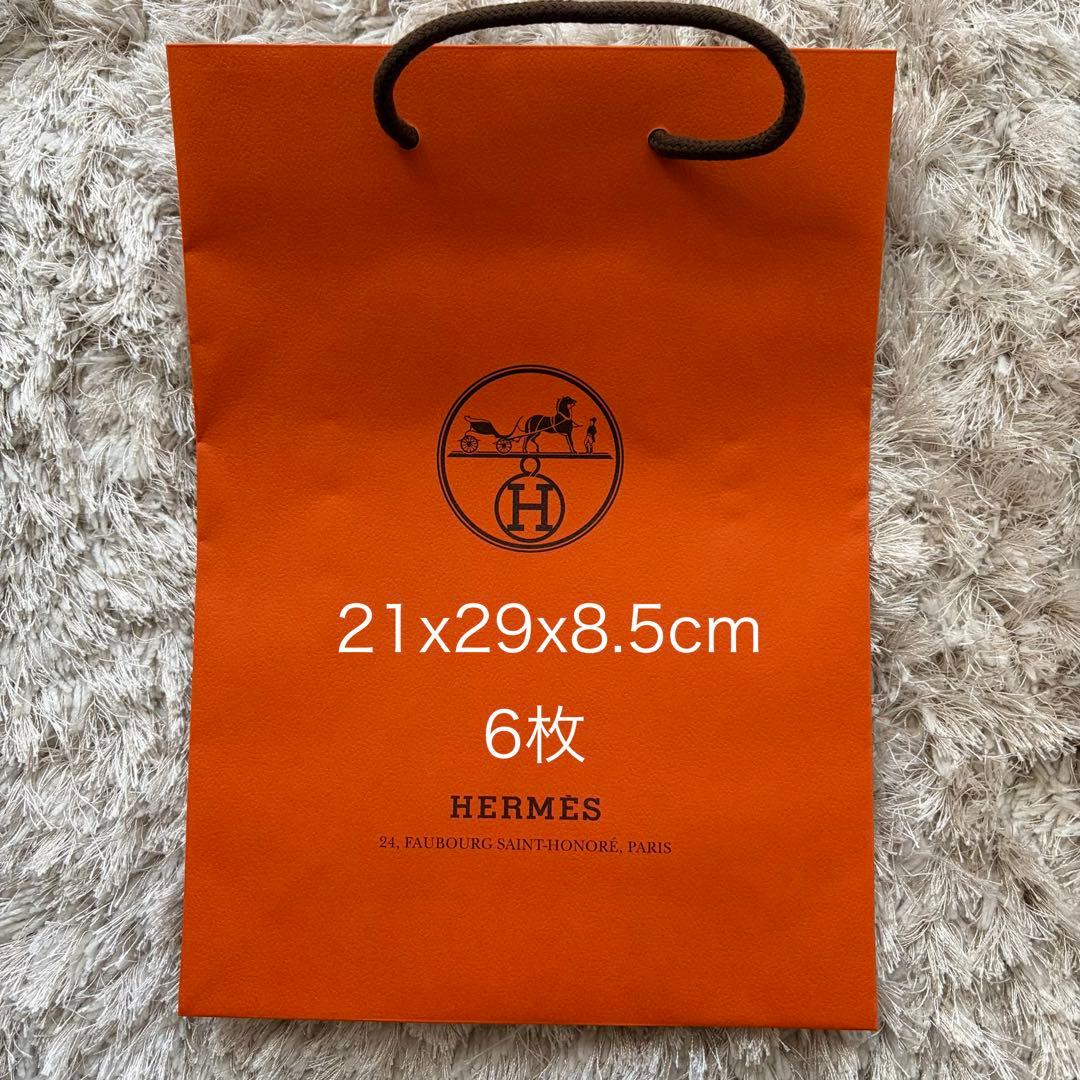 H
21x29x8.5cm
6枚
HERMÈS
24, FAUBOURG SAINT-HONORÉ, PARIS